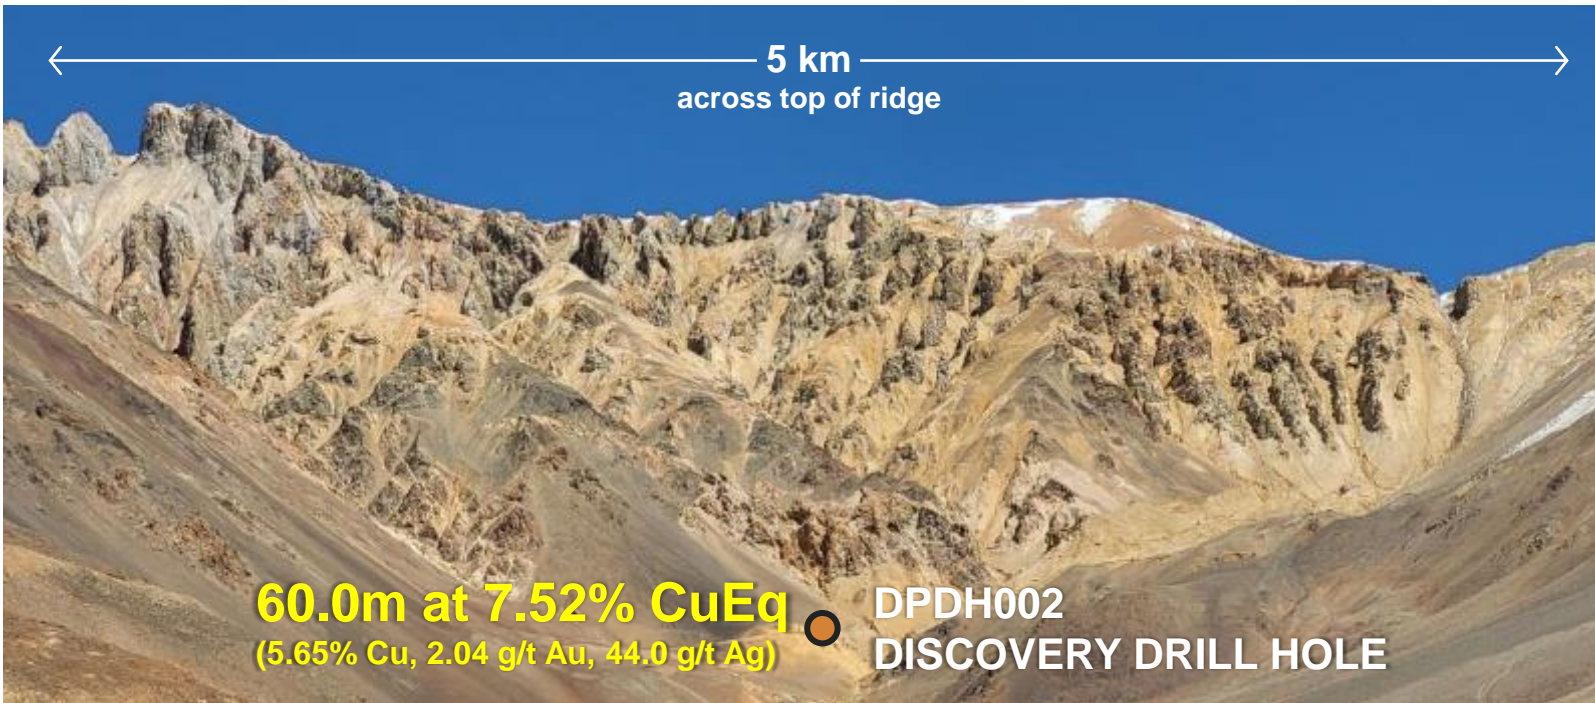 5 km
across top of ridge
60.0m at 7.52% CuEq
(5.65% Cu, 2.04 g/t Au, 44.0 g/t Ag)
DPDH002
DISCOVERY DRILL HOLE